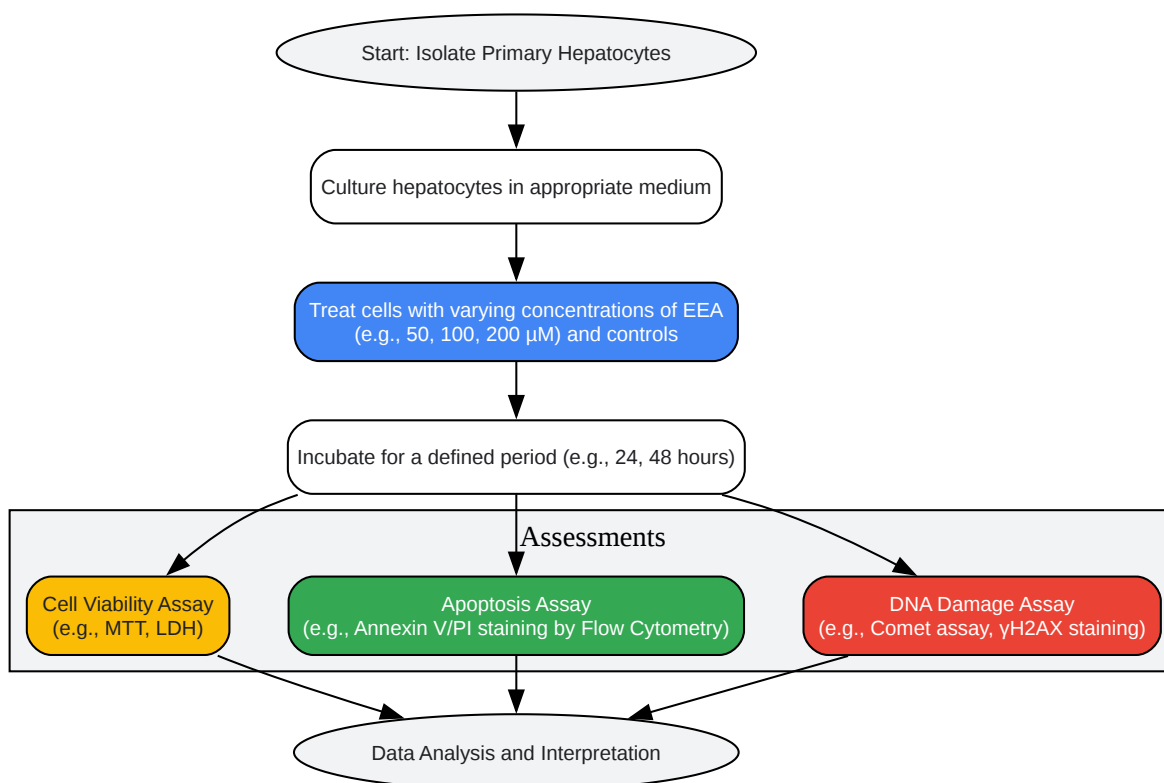 Start: Isolate Primary Hepatocytes
Culture hepatocytes in appropriate medium
Treat cells with varying concentrations of EEA
(e.g., 50, 100, 200 µM) and controls
Incubate for a defined period (e.g., 24, 48 hours)
Assessments
Cell Viability Assay
(e.g., MTT, LDH)
Apoptosis Assay
(e.g., Annexin V/PI staining by Flow Cytometry)
DNA Damage Assay
(e.g., Comet assay, γH2AX staining)
Data Analysis and Interpretation